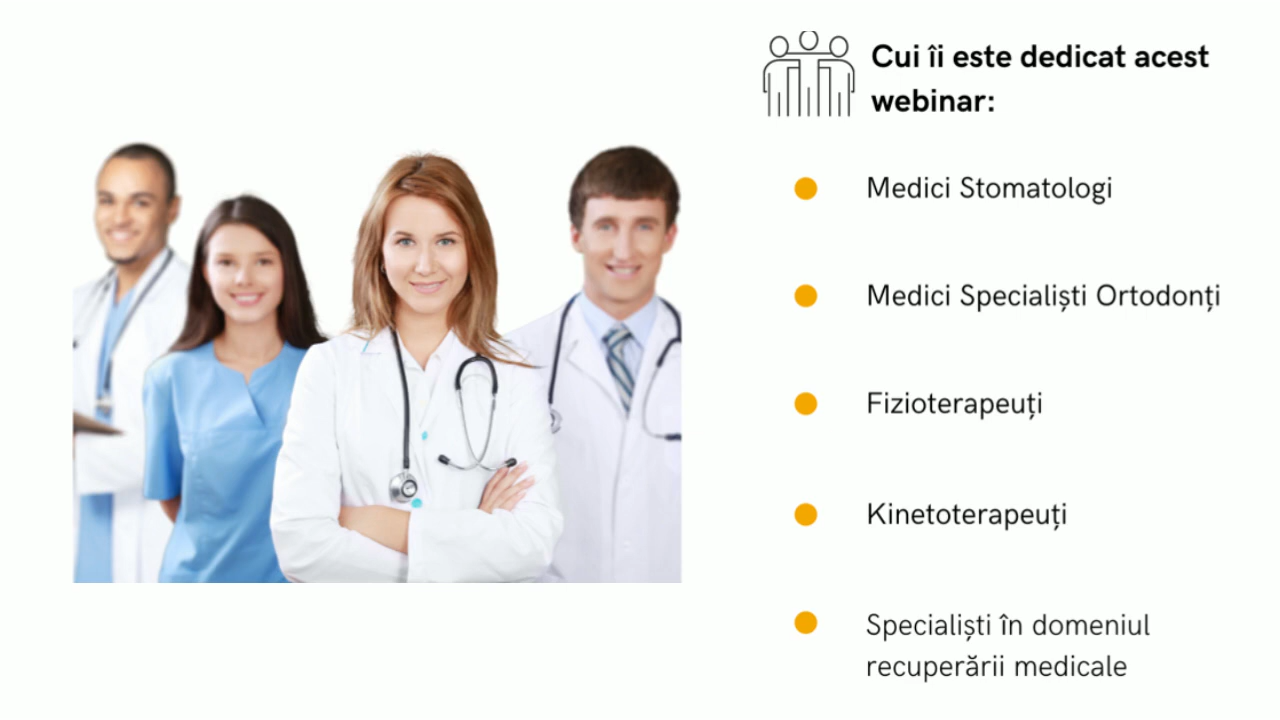 Cui îi este dedicat acest
webinar:
Medici Stomatologi
Medici Specialiști Ortodonți
Fizioterapeuți
Kinetoterapeuți
Specialiști în domeniul
recuperării medicale